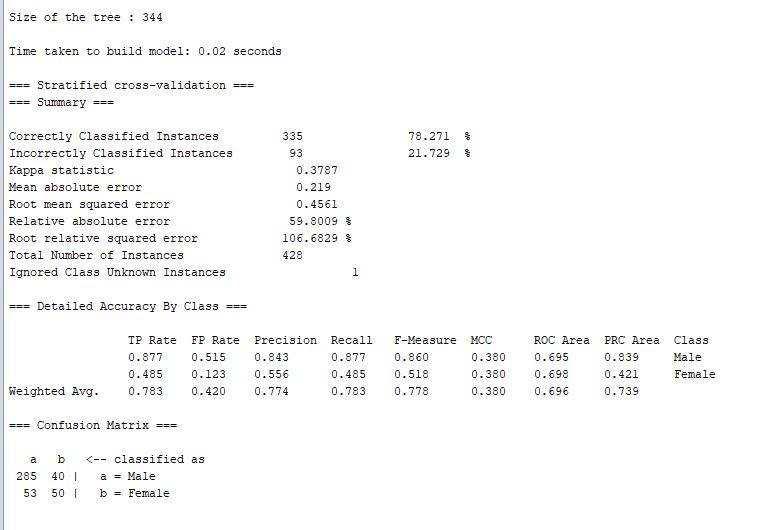 Size of the tree : 344
Time taken to build model: 0.02 seconds
=== Stratified cross-validation ===
=== Summary ===
Correctly Classified Instances 335 78.271 %
Incorrectly Classified Instances 93 21.729 %
Kappa statistic 0.3787
Mean absolute error 0.219
Root mean squared error 0.4561
Relative absolute error 59.8009 %
Root relative squared error 106.6829 %
Total Number of Instances 428
Ignored Class Unknown Instances 1
=== Detailed Accuracy By Class ===
TP Rate FP Rate Precision Recall F-Measure MCC ROC Area PRC Area Class
0.877 0.515 0.843 0.877 0.860 0.380 0.695 0.839 Male
0.485 0.123 0.556 0.485 0.518 0.380 0.698 0.421 Female
Weighted Avg. 0.783 0.420 0.774 0.783 0.778 0.380 0.696 0.739
=== Confusion Matrix ===
a b <-- classified as
285 40 | a = Male
53 50 | b = Female